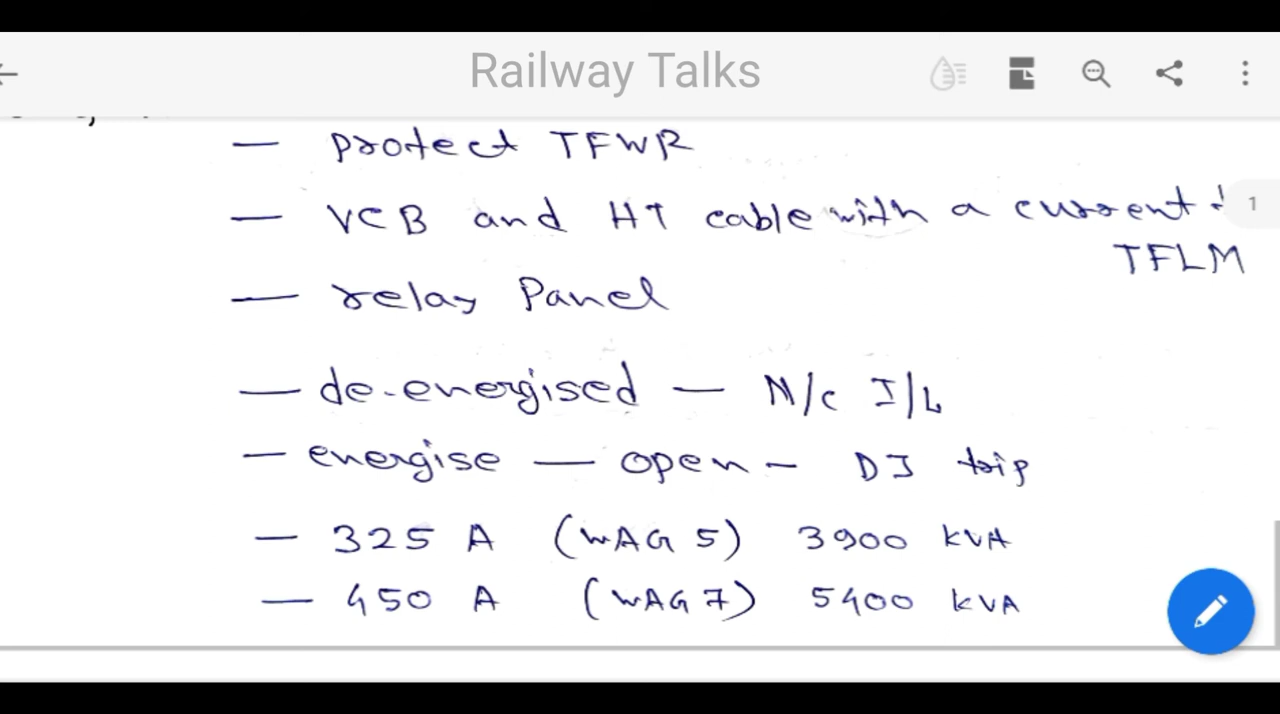 Railway Talks
— protect TFWR
— VCB and HT cable with a current
1
TFLM
— relay Panel
— de-energised — N/C I/L
— energise — open - DJ trip
— 325 A (WAG 5) 3900 kVA
— 450 A (WAG 7) 5400 kVA